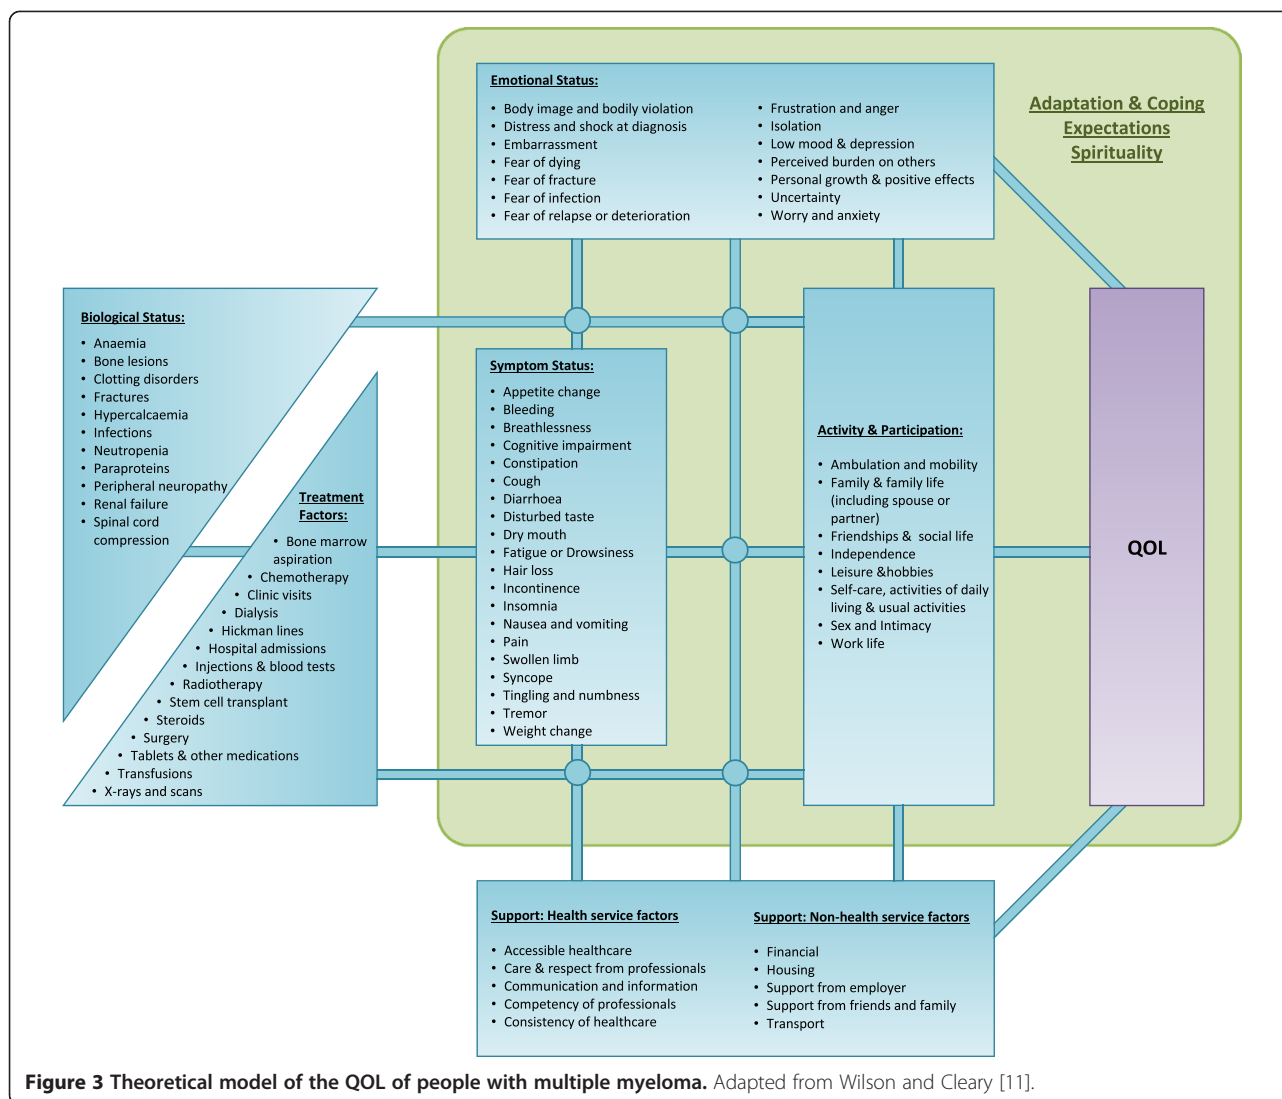 Emotional Status:
• Body image and bodily violation
• Distress and shock at diagnosis
• Embarrassment
• Fear of dying
• Fear of fracture
• Fear of infection
• Fear of relapse or deterioration
• Frustration and anger
• Isolation
• Low mood & depression
• Perceived burden on others
• Personal growth & positive effects
• Uncertainty
• Worry and anxiety
Adaptation & Coping
Expectations
Spirituality
Biological Status:
• Anaemia
• Bone lesions
• Clotting disorders
• Fractures
• Hypercalcaemia
• Infections
• Neutropenia
• Paraproteins
• Peripheral neuropathy
• Renal failure
• Spinal cord
compression
Treatment
Factors:
• Bone marrow
aspiration
• Chemotherapy
• Clinic visits
• Dialysis
• Hickman lines
• Hospital admissions
• Injections & blood tests
• Radiotherapy
• Stem cell transplant
• Steroids
• Surgery
• Tablets & other medications
• Transfusions
• X-rays and scans
Symptom Status:
• Appetite change
• Bleeding
• Breathlessness
• Cognitive impairment
• Constipation
• Cough
• Diarrhoea
• Disturbed taste
• Dry mouth
• Fatigue or Drowsiness
• Hair loss
• Incontinence
• Insomnia
• Nausea and vomiting
• Pain
• Swollen limb
• Syncope
• Tingling and numbness
• Tremor
• Weight change
Activity & Participation:
• Ambulation and mobility
• Family & family life
(including spouse or
partner)
• Friendships & social life
• Independence
• Leisure &hobbies
• Self-care, activities of daily
living & usual activities
• Sex and Intimacy
• Work life
QOL
Support: Health service factors
• Accessible healthcare
• Care & respect from professionals
• Communication and information
• Competency of professionals
• Consistency of healthcare
Support: Non-health service factors
• Financial
• Housing
• Support from employer
• Support from friends and family
• Transport
Figure 3 Theoretical model of the QOL of people with multiple myeloma. Adapted from Wilson and Cleary [11].